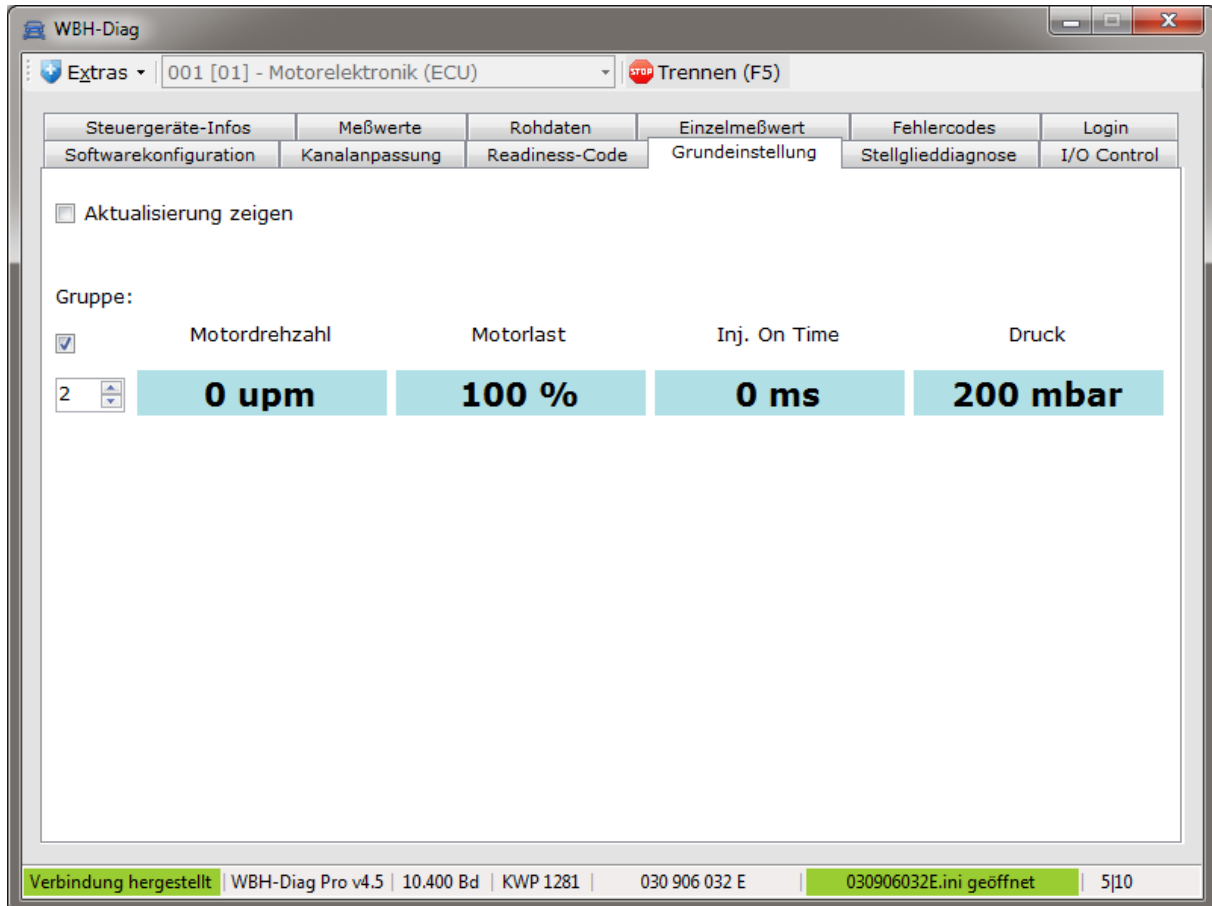 WBH-Diag
Extras 001 [01] - Motorelektronik (ECU) STOP Trennen (F5)
Steuergeräte-Infos Meßwerte Rohdaten Einzelmeßwert Fehlercodes Login
Softwarekonfiguration Kanalanpassung Readiness-Code Grundeinstellung Stellglieddiagnose I/O Control
Aktualisierung zeigen
Gruppe:
Motordrehzahl Motorlast Inj. On Time Druck
2 0 upm 100 % 0 ms 200 mbar
Verbindung hergestellt | WBH-Diag Pro v4.5 | 10.400 Bd | KWP 1281 | 030 906 032 E | 030906032E.ini geöffnet | 5|10